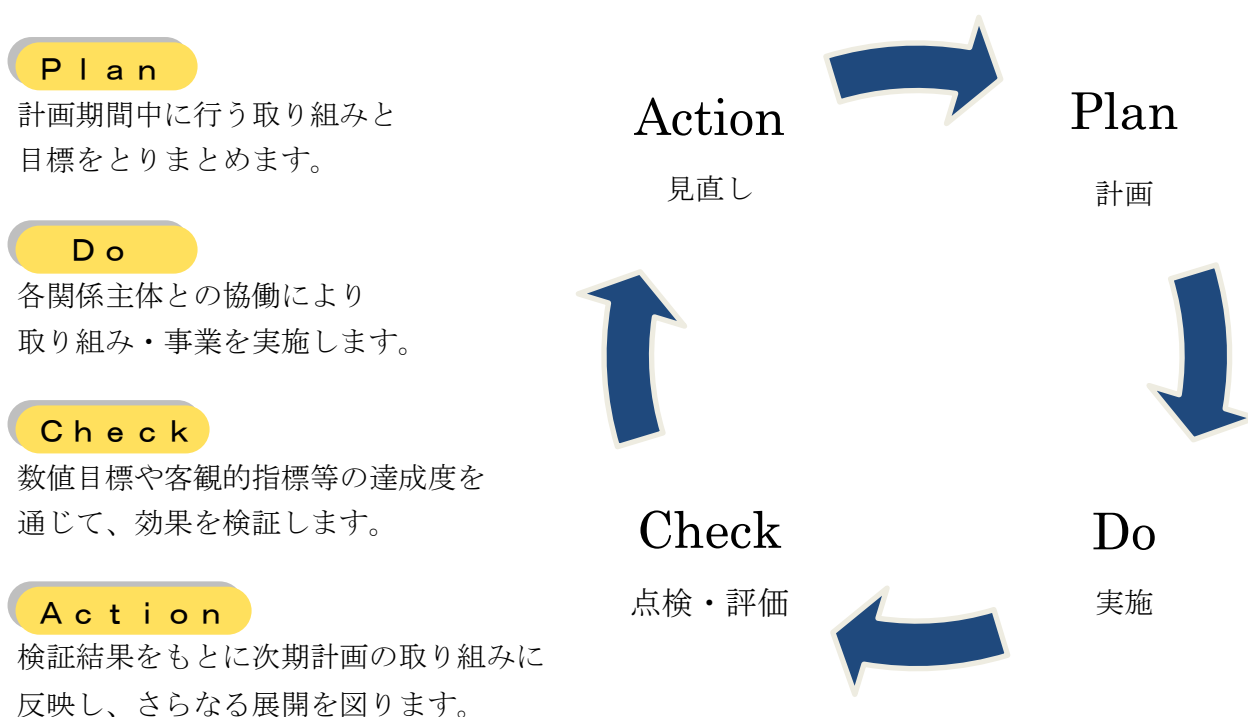 Plan
計画期間中に行う取り組みと
目標をとりまとめます。
Do
各関係主体との協働により
取り組み・事業を実施します。
Check
数値目標や客観的指標等の達成度を
通じて、効果を検証します。
Action
検証結果をもとに次期計画の取り組みに
反映し、さらなる展開を図ります。
Action
見直し
Plan
計画
Check
点検・評価
Do
実施